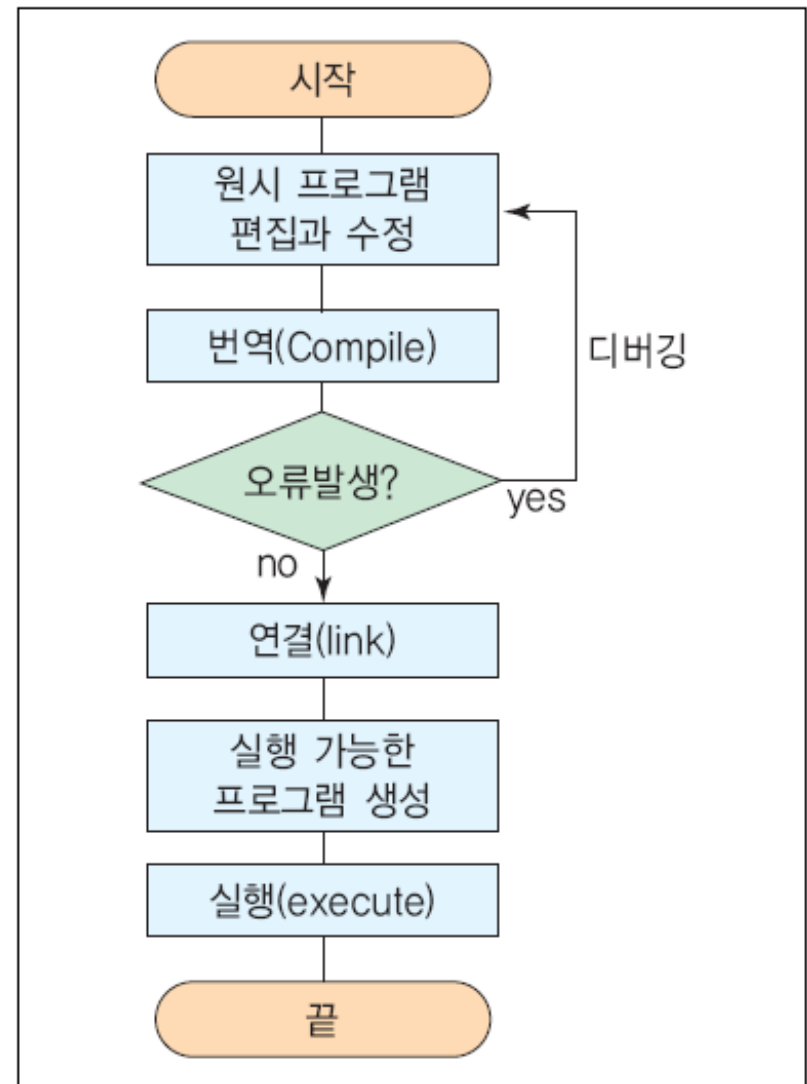 시작
원시 프로그램
편집과 수정
번역(Compile)
디버깅
오류발생?
yes
no
연결(link)
실행 가능한
프로그램 생성
실행(execute)
끝